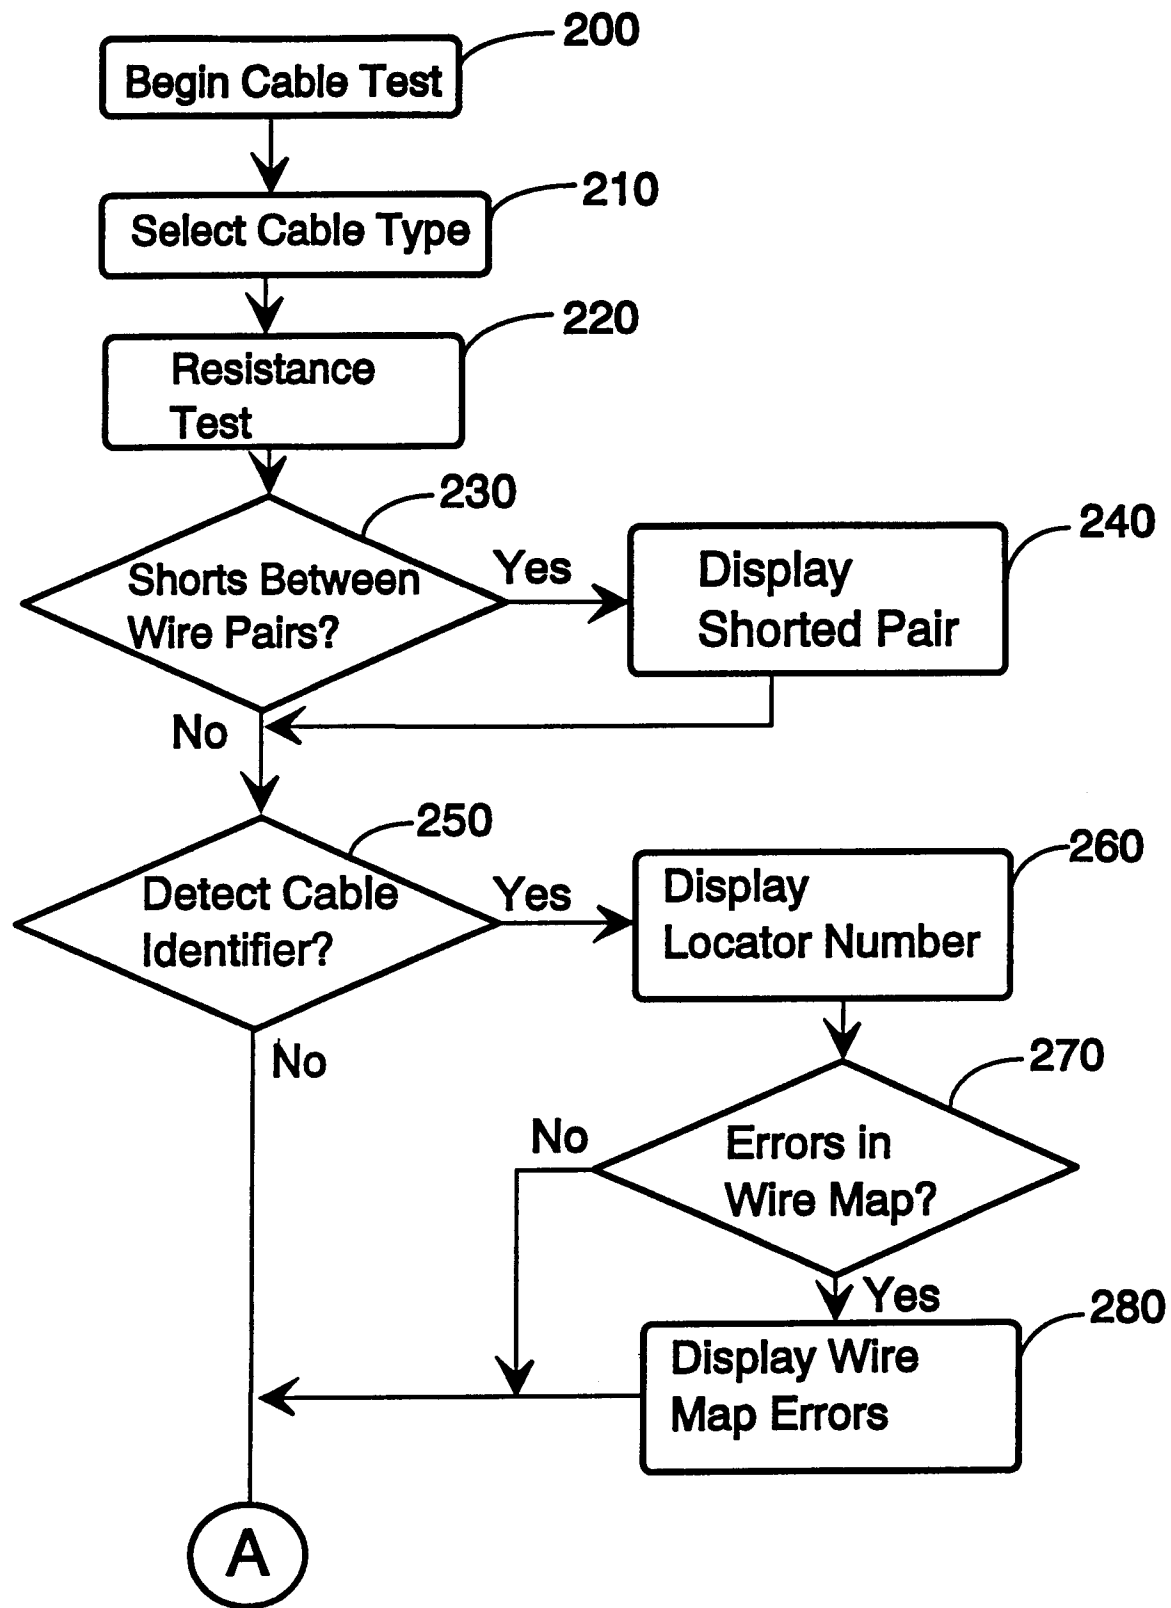 200
Begin Cable Test
210
Select Cable Type
220
Resistance
Test
230
Shorts Between
Wire Pairs?
Yes
240
Display
Shorted Pair
No
250
Detect Cable
Identifier?
Yes
260
Display
Locator Number
No
270
Errors in
Wire Map?
No
Yes
280
Display Wire
Map Errors
A